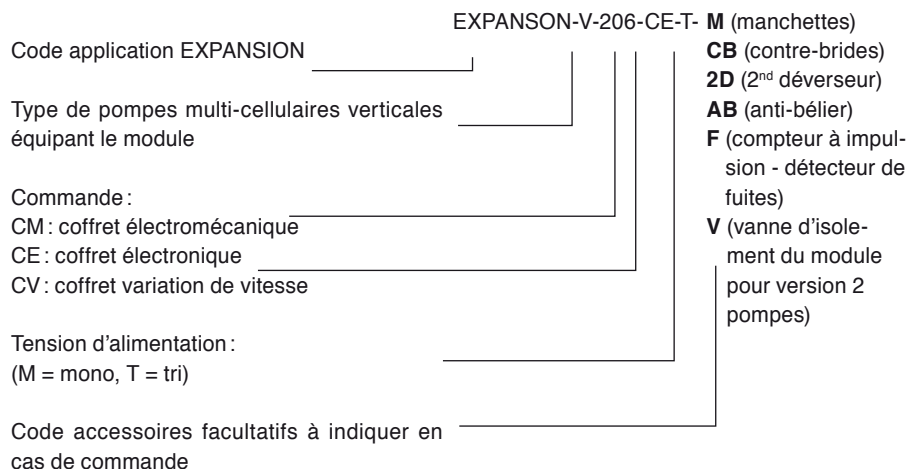 EXPANSON-V-206-CE-T- M (manchettes)
Code application EXPANSION
CB (contre-brides)
2D (2nd déverseur)
Type de pompes multi-cellulaires verticales
équipant le module
AB (anti-bélier)
F (compteur à impul-
sion - détecteur de
fuites)
Commande :
CM : coffret électromécanique
CE : coffret électronique
CV : coffret variation de vitesse
V (vanne d'isole-
ment du module
pour version 2
pompes)
Tension d'alimentation :
(M = mono, T = tri)
Code accessoires facultatifs à indiquer en
cas de commande